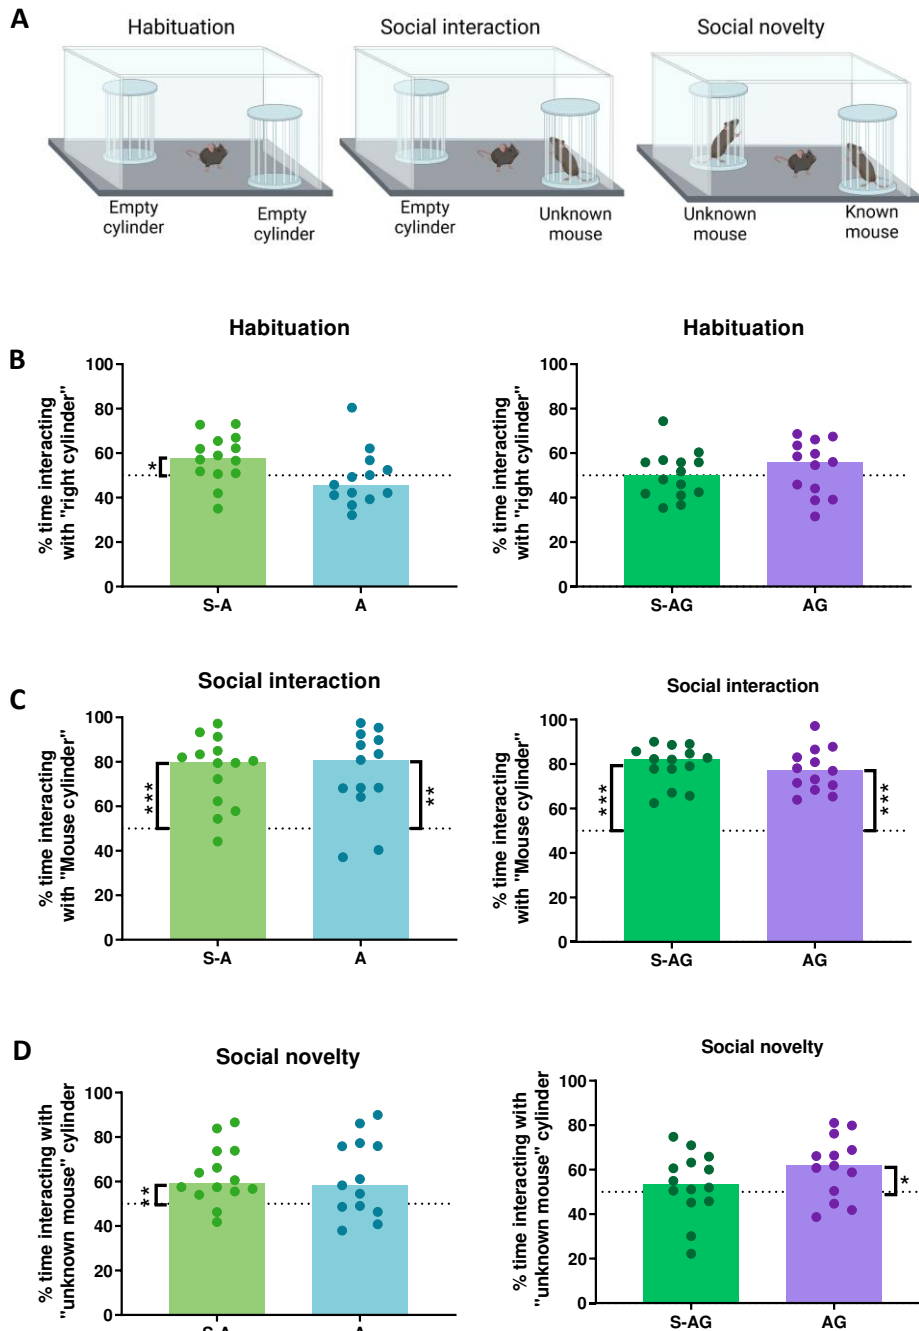 A
Habituation
Social interaction
Social novelty
Empty
cylinder
Empty
cylinder
Empty
cylinder
Unknown
mouse
Unknown
mouse
Known
mouse
B
Habituation
% time interacting
with "right cylinder"
100
80
60
40
20
0
*
S-A
A
Habituation
% time interacting
with "right cylinder"
100
80
60
40
20
0
S-AG
AG
C
Social interaction
% time interacting
with "Mouse cylinder"
100
80
60
40
20
0
***
**
S-A
A
Social interaction
% time interacting
with "Mouse cylinder"
100
80
60
40
20
0
***
***
S-AG
AG
D
Social novelty
% time interacting with
"unknown mouse" cylinder
100
80
60
40
20
0
**
S-A
A
Social novelty
% time interacting with
"unknown mouse" cylinder
100
80
60
40
20
0
*
S-AG
AG